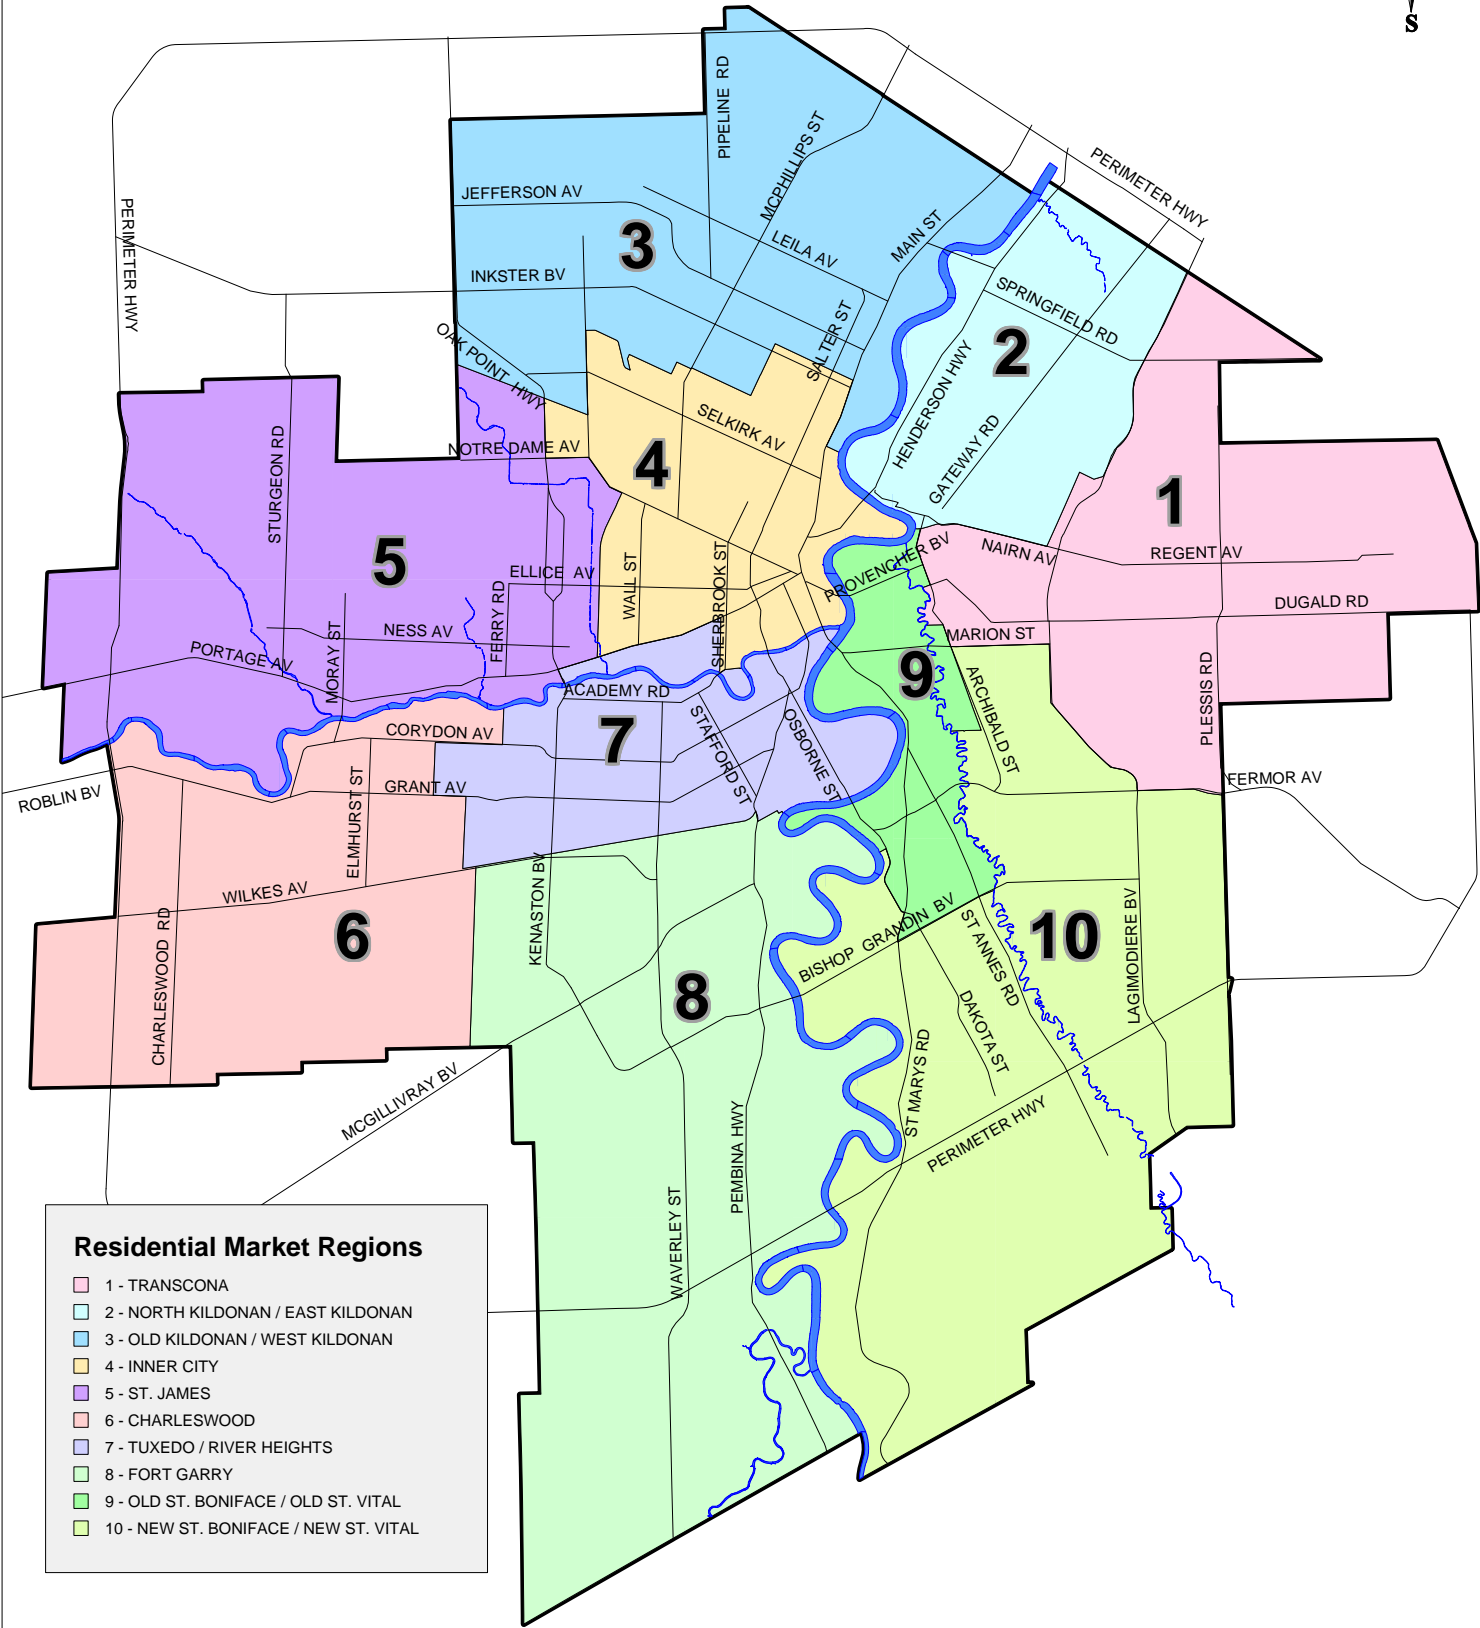 S
PIPELINE RD
MCPHILLIPS ST
PERIMETER HWY
PERIMETER HWY
JEFFERSON AV
3
LEILA AV
MAIN ST
INKSTER BV
SPRINGFIELD RD
SALTER ST
2
OAK POINT HWY
HENDERSON HWY
SELKIRK AV
GATEWAY RD
STURGEON RD
NOTRE DAME AV
4
1
5
PROVENCHER BV
NAIRN AV
REGENT AV
ELLICE AV
WALL ST
SHERBROOK ST
FERRY RD
DUGALD RD
NESS AV
MORAY ST
MARION ST
PORTAGE AV
9
PLESSIS RD
ACADEMY RD
ARCHIBALD ST
STAFFORD ST
OSBORNE ST
CORYDON AV
7
GRANT AV
ROBLIN BV
FERMOR AV
ELMHURST ST
WILKES AV
KENASTON BV
6
CHARLESWOOD RD
BISHOP GRANDIN BV
ST ANNES RD
10
LAGIMODIERE BV
8
DAKOTA ST
ST MARYS RD
MCGILLIVRAY BV
PEMBINA HWY
PERIMETER HWY
WAVERLEY ST
Residential Market Regions
1 - TRANSCONA
2 - NORTH KILDONAN / EAST KILDONAN
3 - OLD KILDONAN / WEST KILDONAN
4 - INNER CITY
5 - ST. JAMES
6 - CHARLESWOOD
7 - TUXEDO / RIVER HEIGHTS
8 - FORT GARRY
9 - OLD ST. BONIFACE / OLD ST. VITAL
10 - NEW ST. BONIFACE / NEW ST. VITAL